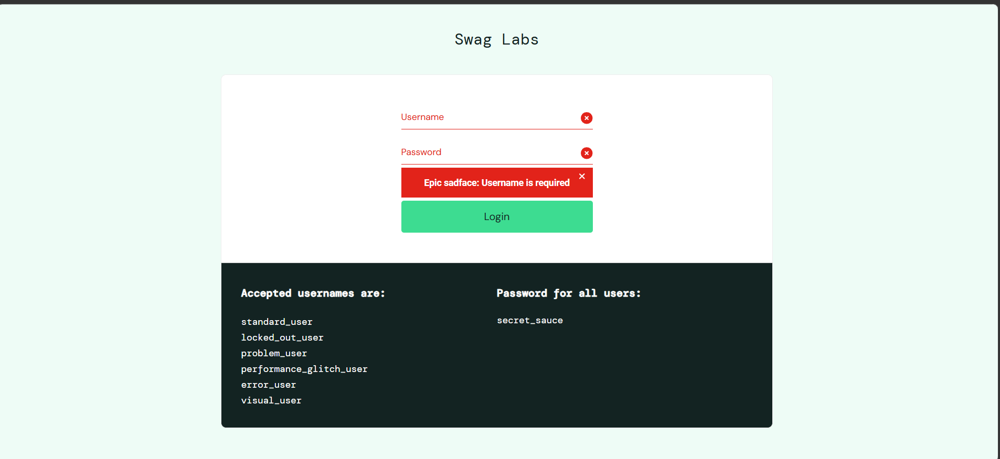 Swag Labs
Username
Password
Epic sadface: Username is required
Login
Accepted usernames are:
standard_user
locked_out_user
problem_user
performance_glitch_user
error_user
visual_user
Password for all users:
secret_sauce